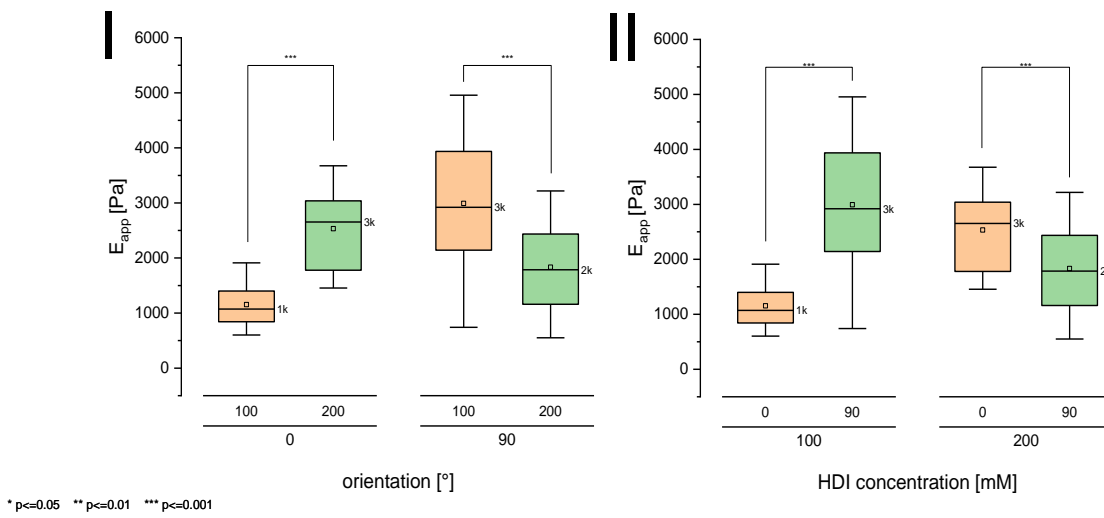 I
6000
5000
4000
3000
2000
1000
0
E_app [Pa]
***
***
1k
3k
3k
2k
100 200 100 200
0 90
orientation [°]
II
6000
5000
4000
3000
2000
1000
0
E_app [Pa]
***
***
1k
3k
3k
2
0 90 0 90
100 200
HDI concentration [mM]
* p<=0.05 ** p<=0.01 *** p<=0.001